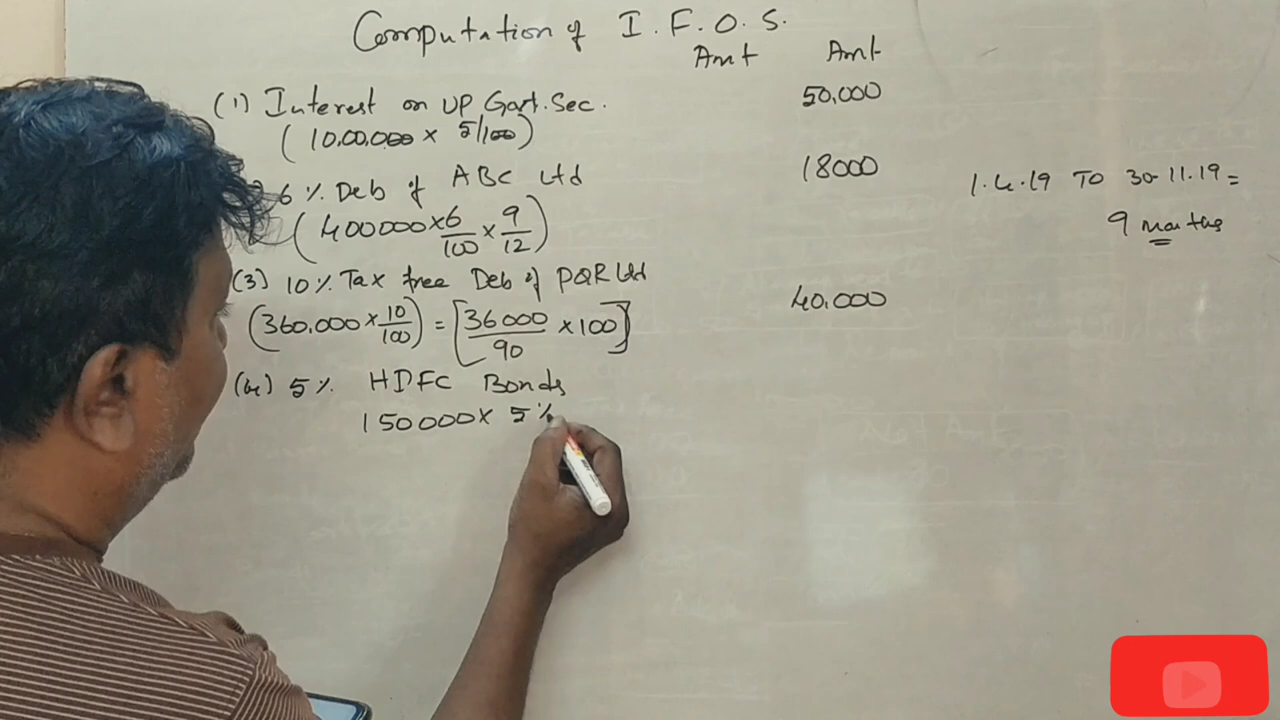 Computation of I.F.O.S.
Amt Amt
(1) Interest on UP Govt. Sec. 50,000
(10,00,000 × 5/100)
6 % Deb of ABC Ltd 18000
(400000 × 6/100 × 9/12)
1.4.19 TO 30-11.19 =
9 months
(3) 10 % Tax free Deb of PQR Ltd
40,000
(360,000 × 10/100) = [36000/90 × 100]
(4) 5 % HDFC Bonds
150000 × 5 %